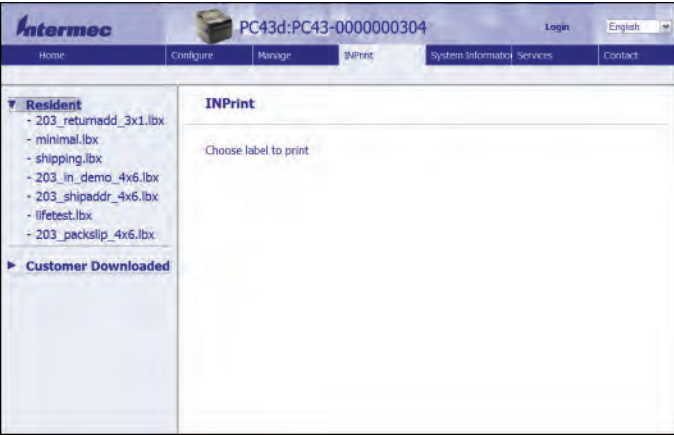 Intermec
PC43d:PC43-0000000304
Login
English
Home
Configure
Manage
INPrint
System Informatio
Services
Contact
Resident
- 203_returnadd_3x1.lbx
- minimal.lbx
- shipping.lbx
- 203_in_demo_4x6.lbx
- 203_shipaddr_4x6.lbx
- lifetest.lbx
- 203_packslip_4x6.lbx
Customer Downloaded
INPrint
Choose label to print